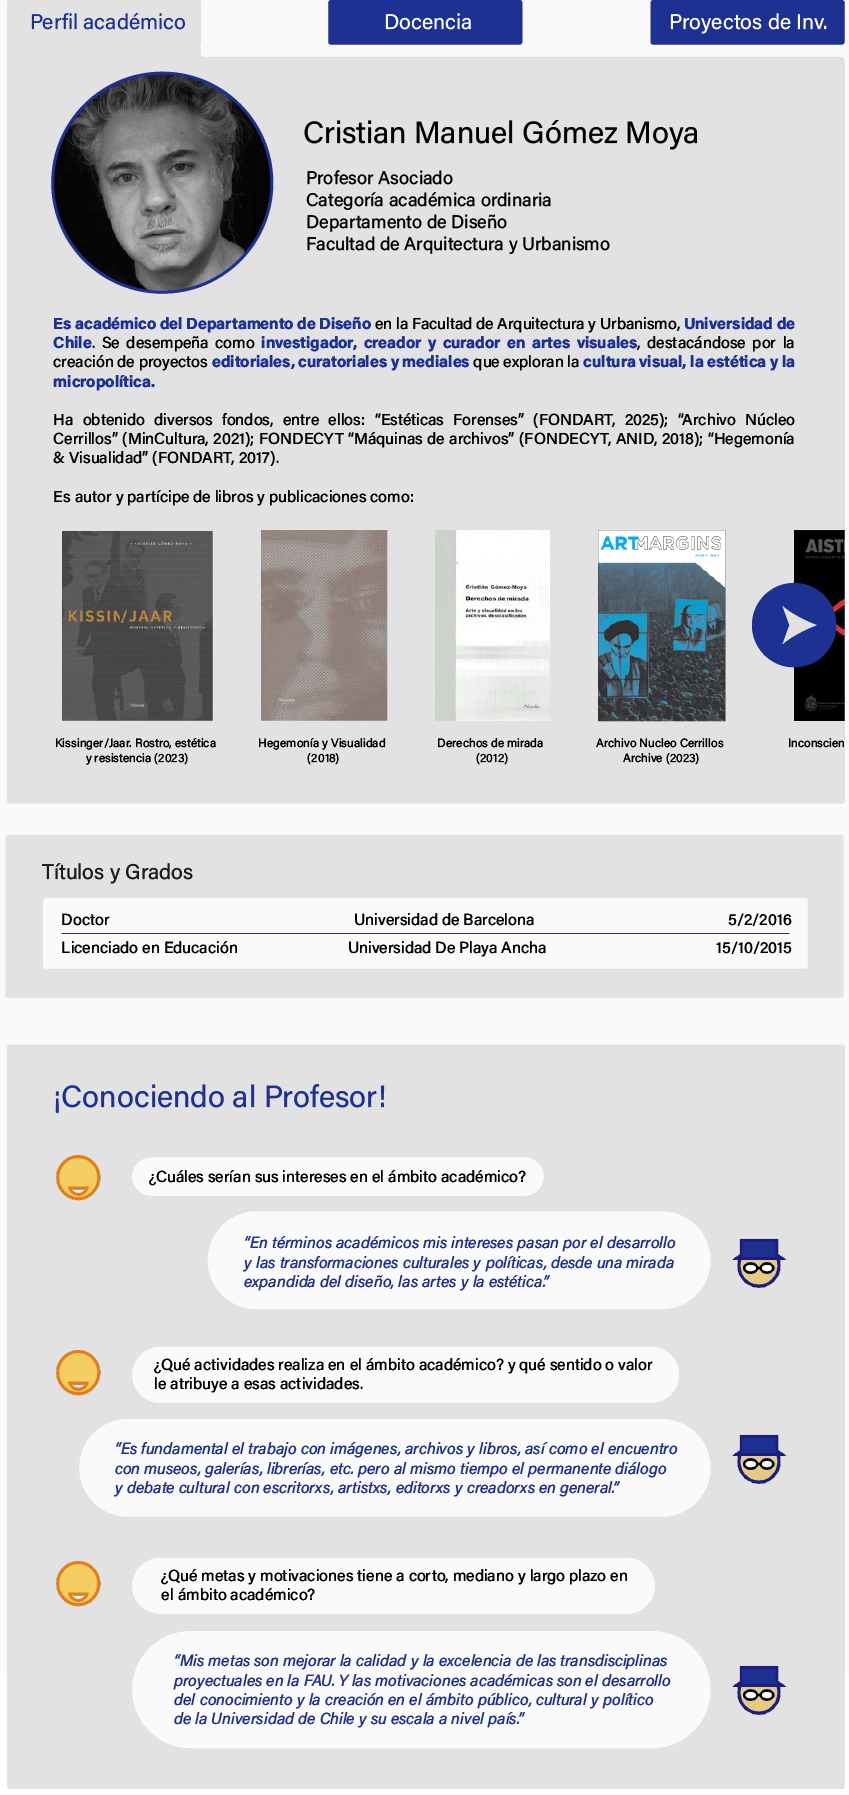 Perfil académico
Docencia
Proyectos de Inv.
Cristian Manuel Gómez Moya
Profesor Asociado
Categoría académica ordinaria
Departamento de Diseño
Facultad de Arquitectura y Urbanismo
Es académico del Departamento de Diseño en la Facultad de Arquitectura y Urbanismo, Universidad de
Chile. Se desempeña como investigador, creador y curador en artes visuales, destacándose por la
creación de proyectos editoriales, curatoriales y mediales que exploran la cultura visual, la estética y la
micropolítica.
Ha obtenido diversos fondos, entre ellos: “Estéticas Forenses” (FONDART, 2025); “Archivo Núcleo
Cerrillos” (MinCultura, 2021); FONDECYT “Máquinas de archivos” (FONDECYT, ANID, 2018); “Hegemonía
& Visualidad” (FONDART, 2017).
Es autor y partícipe de libros y publicaciones como:
CRISTIÁN GÓMEZ-MOYA
KISSIN/JAAR
ROSTRO, ESTÉTICA Y RESISTENCIA
Cristián Gómez-Moya
Derechos de mirada
Arte y visualidad en los
archivos desclasificados
Palinodia
ARTMARGINS
AIST
Kissinger/Jaar. Rostro, estética
y resistencia (2023)
Hegemonía y Visualidad
(2018)
Derechos de mirada
(2012)
Archivo Nucleo Cerrillos
Archive (2023)
Inconscien
Títulos y Grados
Doctor Universidad de Barcelona 5/2/2016
Licenciado en Educación Universidad De Playa Ancha 15/10/2015
¡Conociendo al Profesor!
¿Cuáles serían sus intereses en el ámbito académico?
“En términos académicos mis intereses pasan por el desarrollo
y las transformaciones culturales y políticas, desde una mirada
expandida del diseño, las artes y la estética.”
¿Qué actividades realiza en el ámbito académico? y qué sentido o valor
le atribuye a esas actividades.
“Es fundamental el trabajo con imágenes, archivos y libros, así como el encuentro
con museos, galerías, librerías, etc. pero al mismo tiempo el permanente diálogo
y debate cultural con escritorxs, artistxs, editorxs y creadorxs en general.”
¿Qué metas y motivaciones tiene a corto, mediano y largo plazo en
el ámbito académico?
“Mis metas son mejorar la calidad y la excelencia de las transdisciplinas
proyectuales en la FAU. Y las motivaciones académicas son el desarrollo
del conocimiento y la creación en el ámbito público, cultural y político
de la Universidad de Chile y su escala a nivel país.”